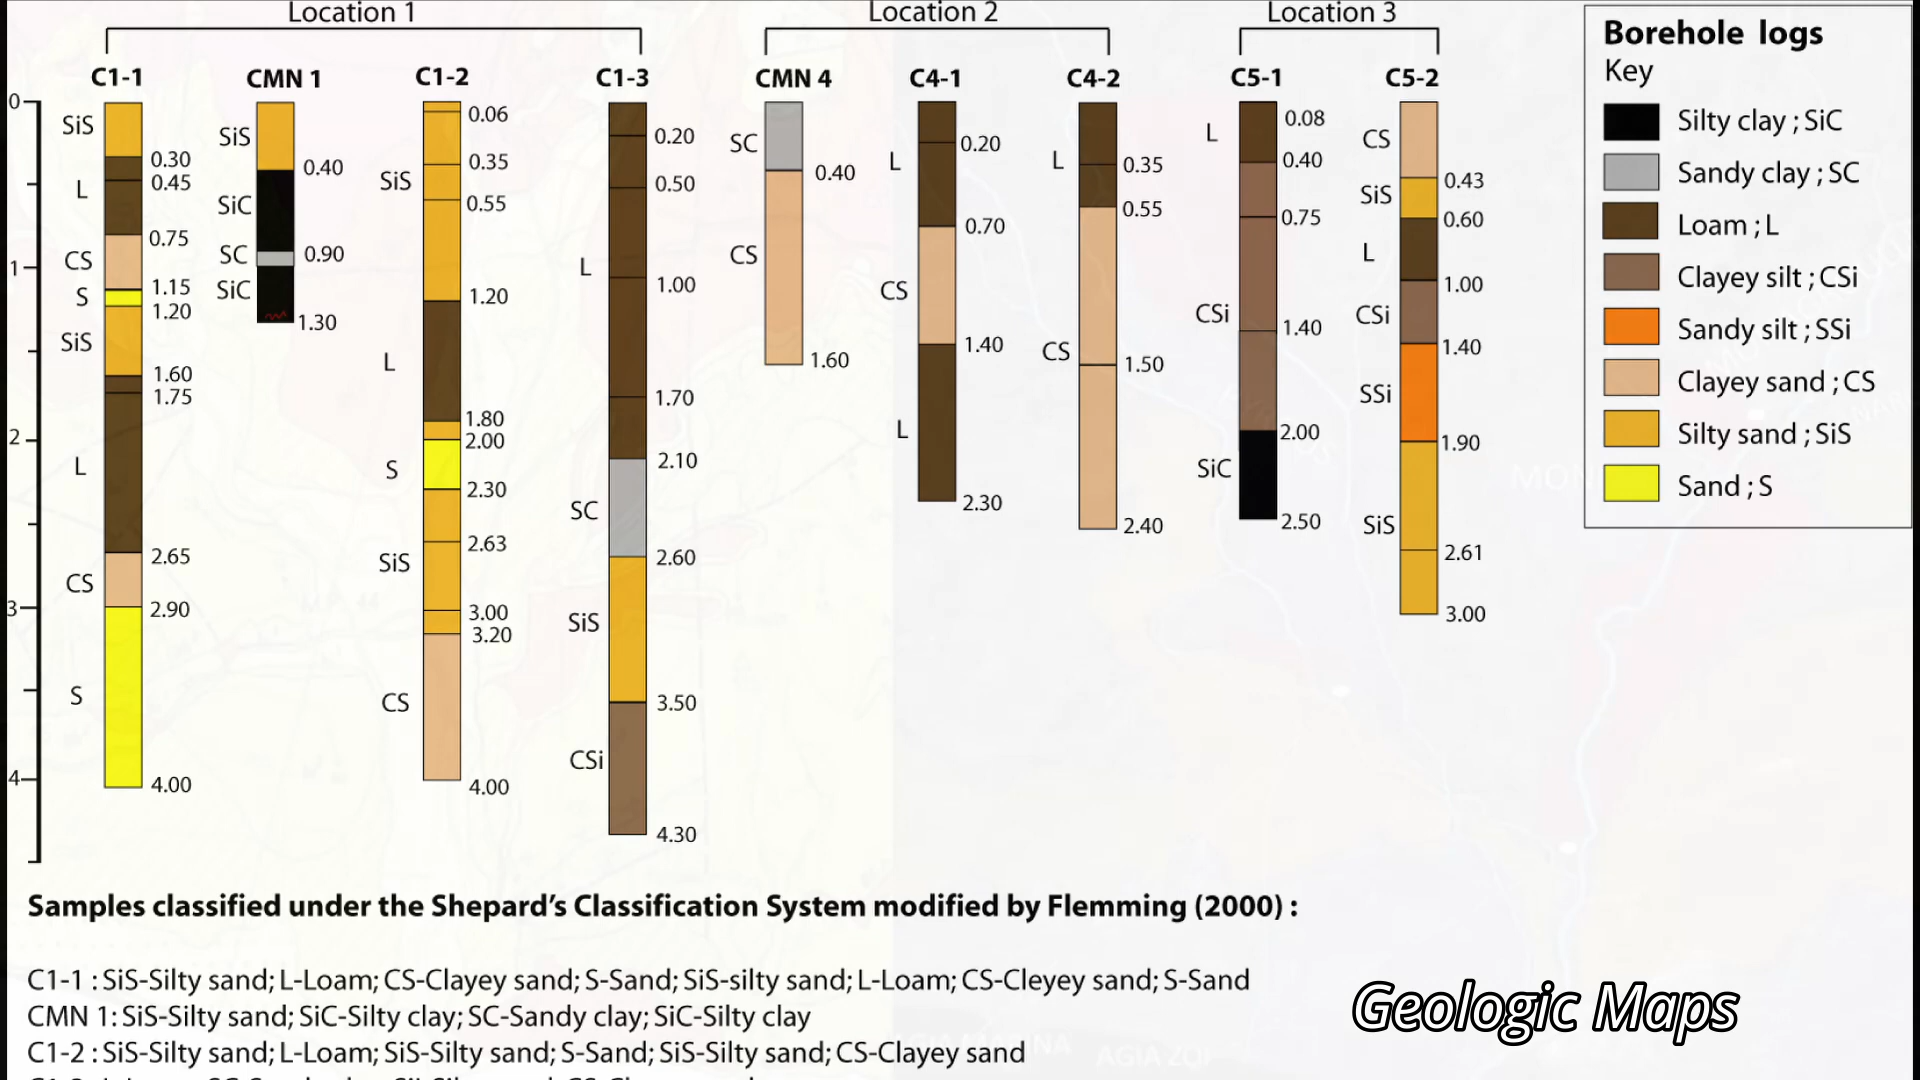 Location 1 Location 2 Location 3
C1-1 CMN 1 C1-2 C1-3 CMN 4 C4-1 C4-2 C5-1 C5-2
0
1
2
3
4
SiS
0.30
L
0.45
0.75
CS
1.15
S
1.20
SiS
1.60
1.75
L
2.65
CS
2.90
S
4.00
SiS
0.40
SiC
SC
0.90
SiC
1.30
0.06
0.35
SiS
0.55
1.20
L
1.80
2.00
S
2.30
2.63
SiS
3.00
3.20
CS
4.00
0.20
0.50
L
1.00
1.70
2.10
SC
2.60
SiS
3.50
CSi
4.30
SC
0.40
CS
1.60
0.20
L
0.70
CS
1.40
L
2.30
L
0.35
0.55
CS
1.50
2.40
0.08
L
0.40
0.75
CSi
1.40
2.00
SiC
2.50
CS
0.43
SiS
0.60
L
1.00
CSi
1.40
SSi
1.90
SiS
2.61
3.00
Borehole logs
Key
Silty clay ; SiC
Sandy clay ; SC
Loam ; L
Clayey silt ; CSi
Sandy silt ; SSi
Clayey sand ; CS
Silty sand ; SiS
Sand ; S
Samples classified under the Shepard's Classification System modified by Flemming (2000) :
C1-1 : SiS-Silty sand; L-Loam; CS-Clayey sand; S-Sand; SiS-silty sand; L-Loam; CS-Cleyey sand; S-Sand
CMN 1: SiS-Silty sand; SiC-Silty clay; SC-Sandy clay; SiC-Silty clay
C1-2 : SiS-Silty sand; L-Loam; SiS-Silty sand; S-Sand; SiS-Silty sand; CS-Clayey sand
Geologic Maps
AGIA ZOI